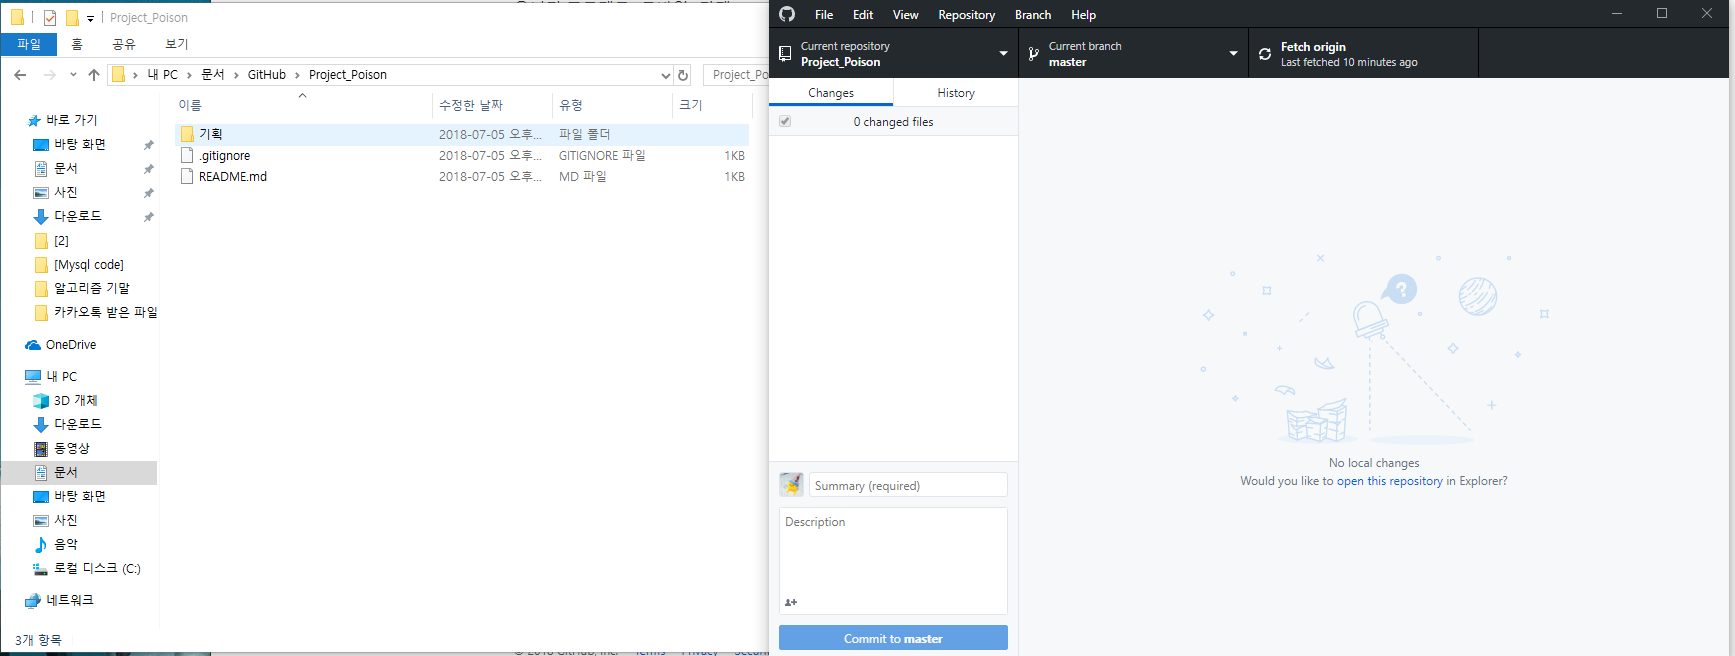 Project_Poison
파일 홈 공유 보기
내 PC 문서 GitHub Project_Poison
Project_Po
이름 수정한 날짜 유형 크기
기획 2018-07-05 오후... 파일 폴더
.gitignore 2018-07-05 오후... GITIGNORE 파일 1KB
README.md 2018-07-05 오후... MD 파일 1KB
바로 가기
바탕 화면
문서
사진
다운로드
[2]
[Mysql code]
알고리즘 기말
카카오톡 받은 파일
OneDrive
내 PC
3D 개체
다운로드
동영상
문서
바탕 화면
사진
음악
로컬 디스크 (C:)
네트워크
3개 항목
File Edit View Repository Branch Help
Current repository
Project_Poison
Current branch
master
Fetch origin
Last fetched 10 minutes ago
Changes History
0 changed files
?
No local changes
Would you like to open this repository in Explorer?
Summary (required)
Description
Commit to master